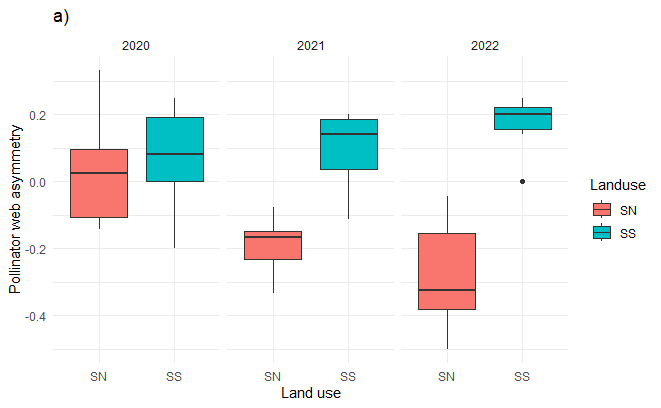 a)
2020 2021 2022
Pollinator web asymmetry
0.2
0.0
-0.2
-0.4
SN SS SN SS SN SS
Land use
Landuse
SN
SS